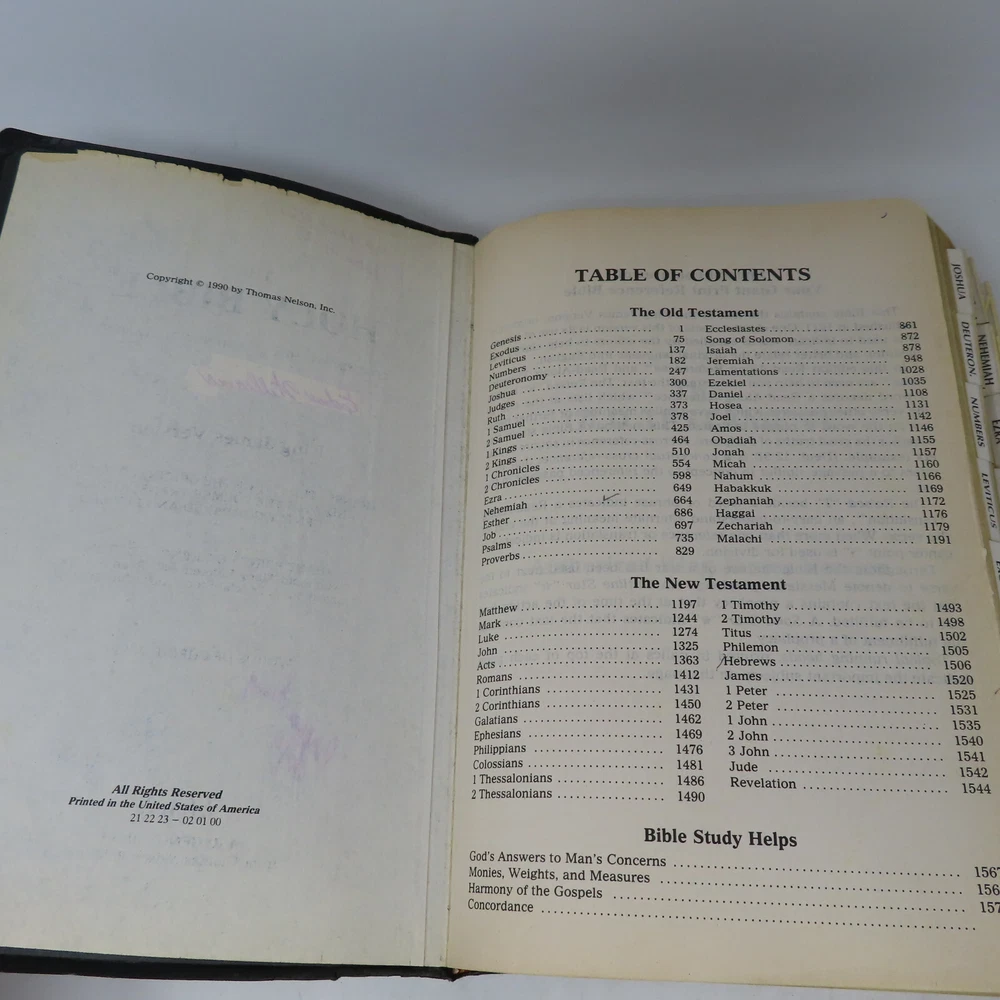 Copyright © 1990 by Thomas Nelson, Inc.
All Rights Reserved
Printed in the United States of America
21 22 23 – 02 01 00
TABLE OF CONTENTS
The Old Testament
Genesis 1
Exodus 75
Leviticus 137
Numbers 182
Deuteronomy 247
Joshua 300
Judges 337
Ruth 373
1 Samuel 378
2 Samuel 425
1 Kings 464
2 Kings 510
1 Chronicles 554
2 Chronicles 598
Ezra 649
Nehemiah 664
Esther 686
Job 697
Psalms 735
Proverbs 829
Ecclesiastes 861
Song of Solomon 872
Isaiah 878
Jeremiah 948
Lamentations 1028
Ezekiel 1035
Daniel 1108
Hosea 1131
Joel 1142
Amos 1146
Obadiah 1155
Jonah 1157
Micah 1160
Nahum 1166
Habakkuk 1169
Zephaniah 1172
Haggai 1176
Zechariah 1179
Malachi 1191
The New Testament
Matthew 1197
Mark 1244
Luke 1274
John 1325
Acts 1363
Romans 1412
1 Corinthians 1431
2 Corinthians 1450
Galatians 1462
Ephesians 1469
Philippians 1476
Colossians 1481
1 Thessalonians 1486
2 Thessalonians 1490
1 Timothy 1493
2 Timothy 1498
Titus 1502
Philemon 1505
Hebrews 1506
James 1520
1 Peter 1525
2 Peter 1531
1 John 1535
2 John 1540
3 John 1541
Jude 1542
Revelation 1544
Bible Study Helps
God's Answers to Man's Concerns 1567
Monies, Weights, and Measures 156
Harmony of the Gospels 157
Concordance
JOSHUA
DEUTERON.
NUMBERS
LEVITICUS
NEHEMIAH